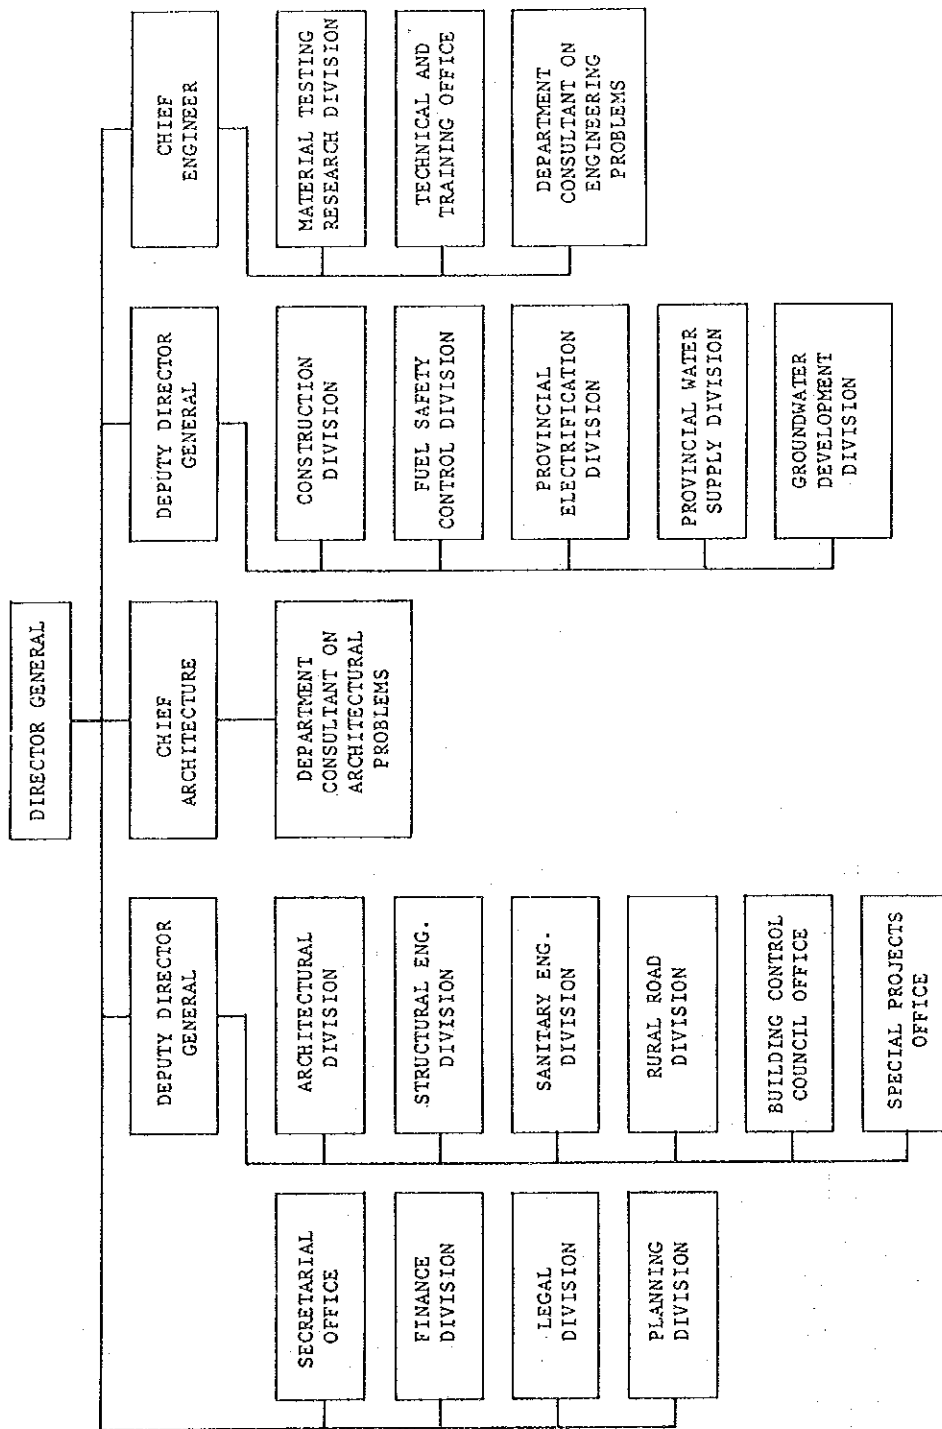 DIRECTOR GENERAL
DEPUTY DIRECTOR
GENERAL
CHIEF
ARCHITECTURE
DEPUTY DIRECTOR
GENERAL
CHIEF
ENGINEER
SECRETARIAL
OFFICE
FINANCE
DIVISION
LEGAL
DIVISION
PLANNING
DIVISION
ARCHITECTURAL
DIVISION
STRUCTURAL ENG.
DIVISION
SANITARY ENG.
DIVISION
RURAL ROAD
DIVISION
BUILDING CONTROL
COUNCIL OFFICE
SPECIAL PROJECTS
OFFICE
DEPARTMENT
CONSULTANT ON
ARCHITECTURAL
PROBLEMS
CONSTRUCTION
DIVISION
FUEL SAFETY
CONTROL DIVISION
PROVINCIAL
ELECTRIFICATION
DIVISION
PROVINCIAL WATER
SUPPLY DIVISION
GROUNDWATER
DEVELOPMENT
DIVISION
MATERIAL TESTING
RESEARCH DIVISION
TECHNICAL AND
TRAINING OFFICE
DEPARTMENT
CONSULTANT ON
ENGINEERING
PROBLEMS